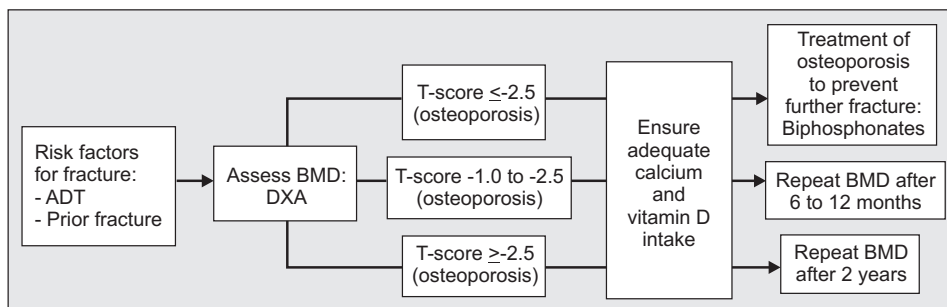 Risk factors
for fracture:
- ADT
- Prior fracture
Assess BMD:
DXA
T-score ≤-2.5
(osteoporosis)
T-score -1.0 to -2.5
(osteoporosis)
T-score ≥-2.5
(osteoporosis)
Ensure
adequate
calcium
and
vitamin D
intake
Treatment of
osteoporosis
to prevent
further fracture:
Biphosphonates
Repeat BMD after
6 to 12 months
Repeat BMD
after 2 years